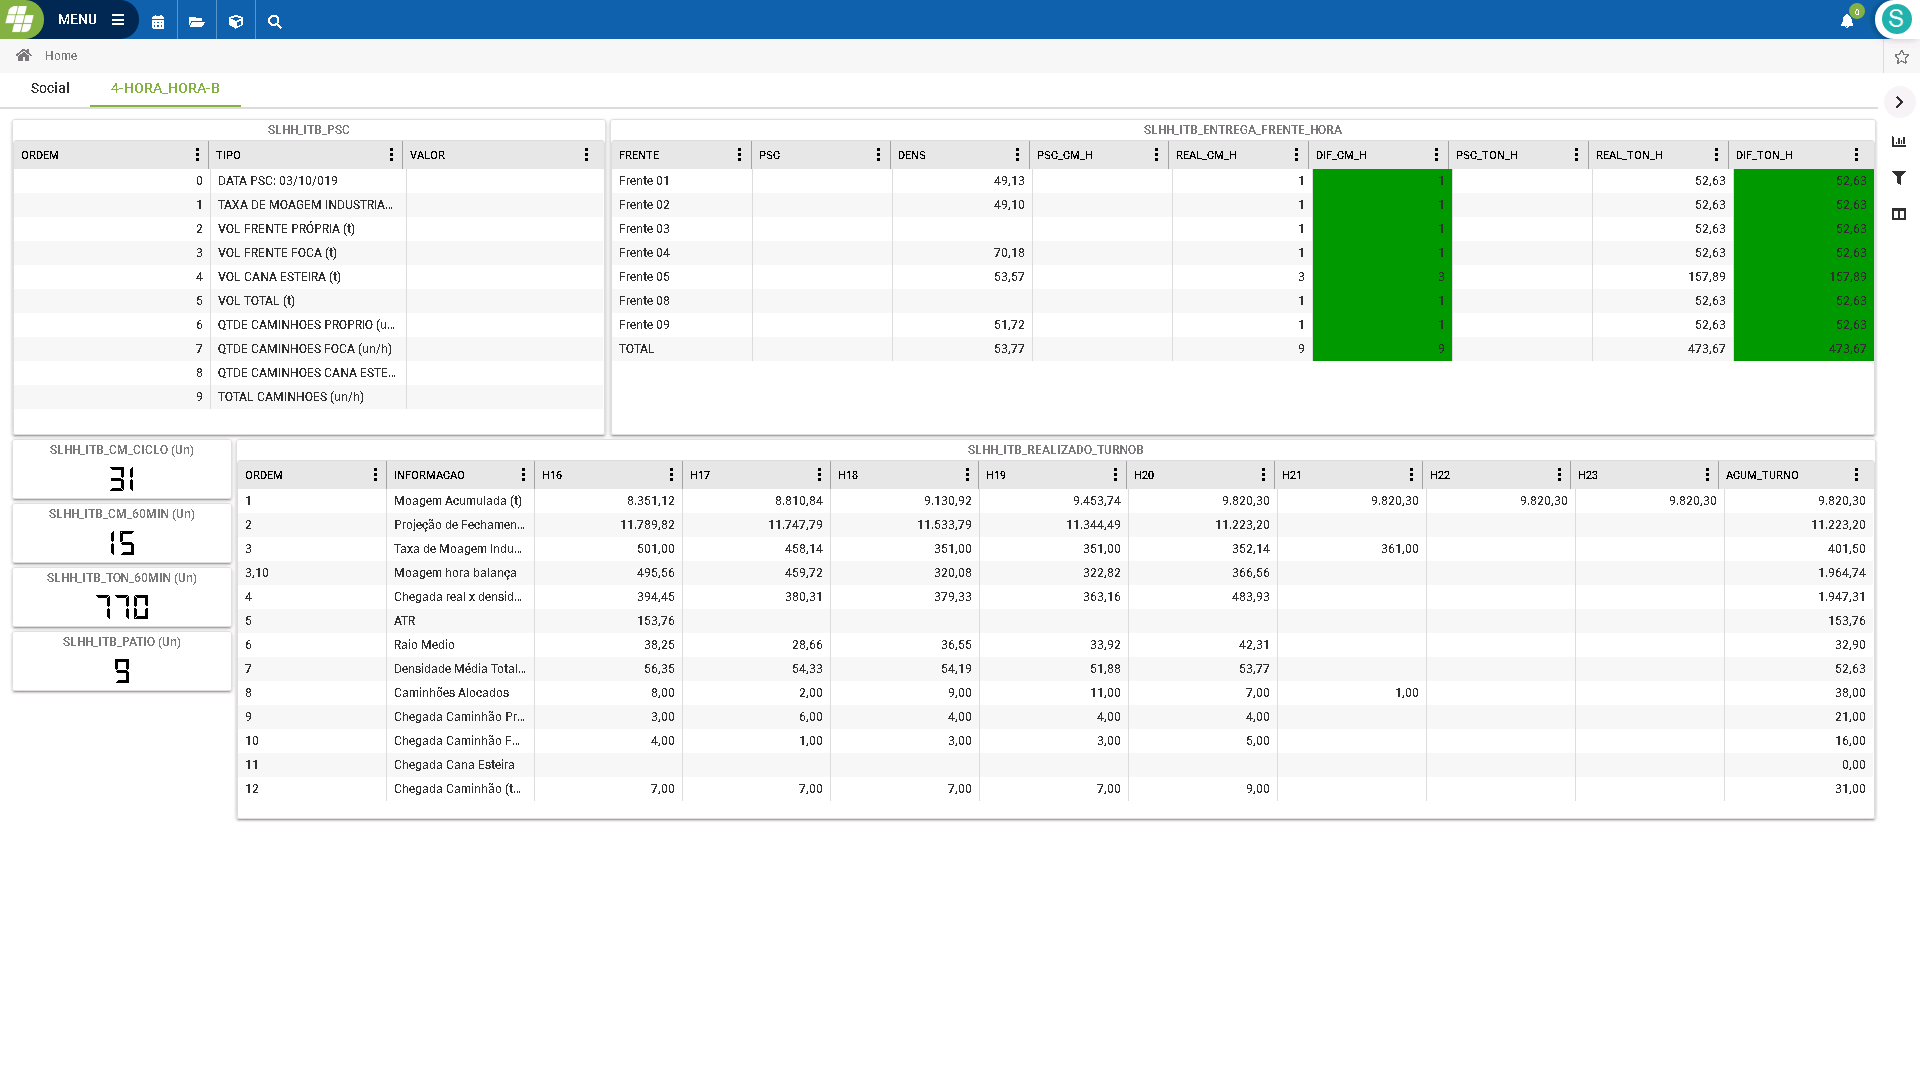 MENU
0
S
Home
Social 4-HORA_HORA-B
SLHH_ITB_PSC
ORDEM TIPO VALOR
0 DATA PSC: 03/10/019
1 TAXA DE MOAGEM INDUSTRIA...
2 VOL FRENTE PRÓPRIA (t)
3 VOL FRENTE FOCA (t)
4 VOL CANA ESTEIRA (t)
5 VOL TOTAL (t)
6 QTDE CAMINHOES PROPRIO (u...
7 QTDE CAMINHOES FOCA (un/h)
8 QTDE CAMINHOES CANA ESTE...
9 TOTAL CAMINHOES (un/h)
SLHH_ITB_ENTREGA_FRENTE_HORA
FRENTE PSC DENS PSC_CM_H REAL_CM_H DIF_CM_H PSC_TON_H REAL_TON_H DIF_TON_H
Frente 01 49,13 1 1 52,63 52,63
Frente 02 49,10 1 1 52,63 52,63
Frente 03 1 1 52,63 52,63
Frente 04 70,18 1 1 52,63 52,63
Frente 05 53,57 3 3 157,89 157,89
Frente 08 1 1 52,63 52,63
Frente 09 51,72 1 1 52,63 52,63
TOTAL 53,77 9 9 473,67 473,67
SLHH_ITB_CM_CICLO (Un)
31
SLHH_ITB_CM_60MIN (Un)
15
SLHH_ITB_TON_60MIN (Un)
770
SLHH_ITB_PATIO (Un)
9
SLHH_ITB_REALIZADO_TURNOB
ORDEM INFORMACAO H16 H17 H18 H19 H20 H21 H22 H23 ACUM_TURNO
1 Moagem Acumulada (t) 8.351,12 8.810,84 9.130,92 9.453,74 9.820,30 9.820,30 9.820,30 9.820,30 9.820,30
2 Projeção de Fechamen... 11.789,82 11.747,79 11.533,79 11.344,49 11.223,20 11.223,20
3 Taxa de Moagem Indu... 501,00 458,14 351,00 351,00 352,14 361,00 401,50
3,10 Moagem hora balança 495,56 459,72 320,08 322,82 366,56 1.964,74
4 Chegada real x densid... 394,45 380,31 379,33 363,16 483,93 1.947,31
5 ATR 153,76 153,76
6 Raio Medio 38,25 28,66 36,55 33,92 42,31 32,90
7 Densidade Média Total... 56,35 54,33 54,19 51,88 53,77 52,63
8 Caminhões Alocados 8,00 2,00 9,00 11,00 7,00 1,00 38,00
9 Chegada Caminhão Pr... 3,00 6,00 4,00 4,00 4,00 21,00
10 Chegada Caminhão F... 4,00 1,00 3,00 3,00 5,00 16,00
11 Chegada Cana Esteira 0,00
12 Chegada Caminhão (t... 7,00 7,00 7,00 7,00 9,00 31,00